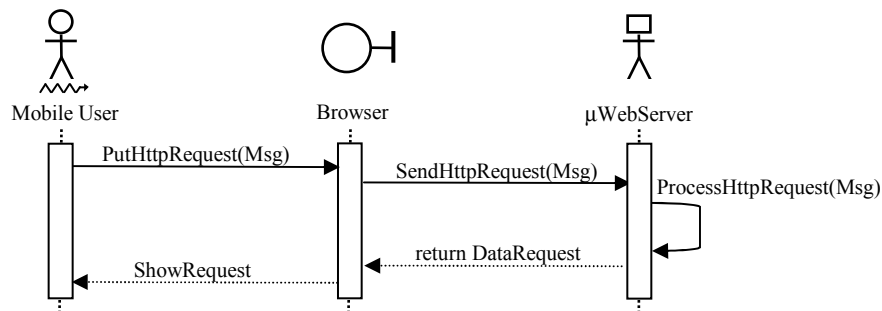 Mobile User
Browser
μWebServer
PutHttpRequest(Msg)
SendHttpRequest(Msg)
ProcessHttpRequest(Msg)
return DataRequest
ShowRequest